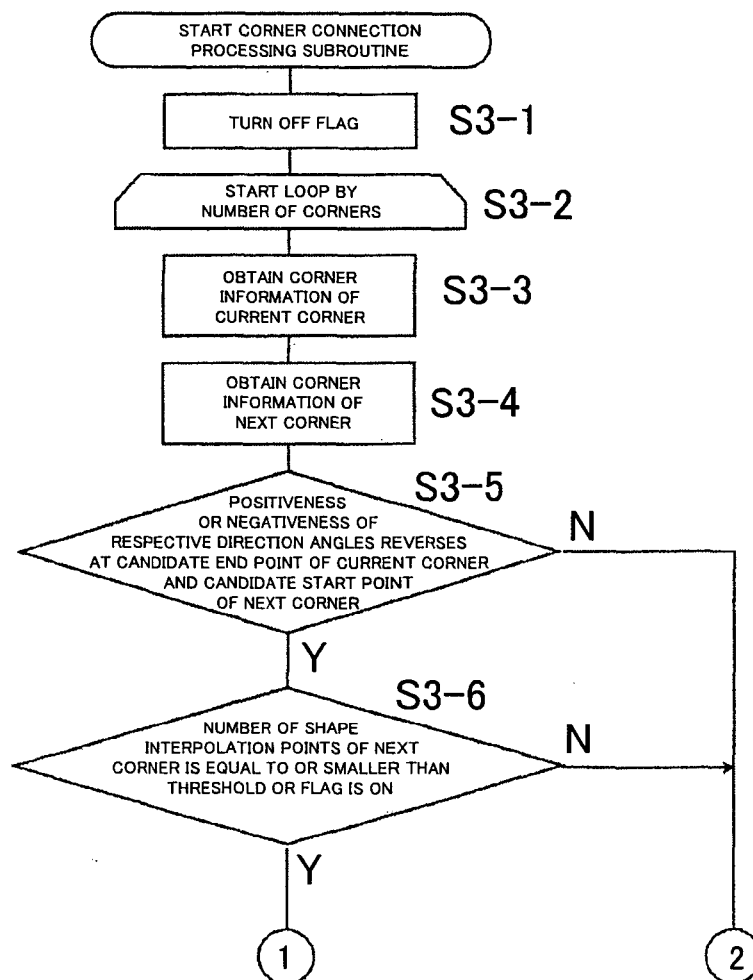 START CORNER CONNECTION
PROCESSING SUBROUTINE
TURN OFF FLAG
S3-1
START LOOP BY
NUMBER OF CORNERS
S3-2
OBTAIN CORNER
INFORMATION OF
CURRENT CORNER
S3-3
OBTAIN CORNER
INFORMATION OF
NEXT CORNER
S3-4
S3-5
POSITIVENESS
OR NEGATIVENESS OF
RESPECTIVE DIRECTION ANGLES REVERSES
AT CANDIDATE END POINT OF CURRENT CORNER
AND CANDIDATE START POINT
OF NEXT CORNER
N
Y
S3-6
NUMBER OF SHAPE
INTERPOLATION POINTS OF NEXT
CORNER IS EQUAL TO OR SMALLER THAN
THRESHOLD OR FLAG IS ON
N
Y
1
2